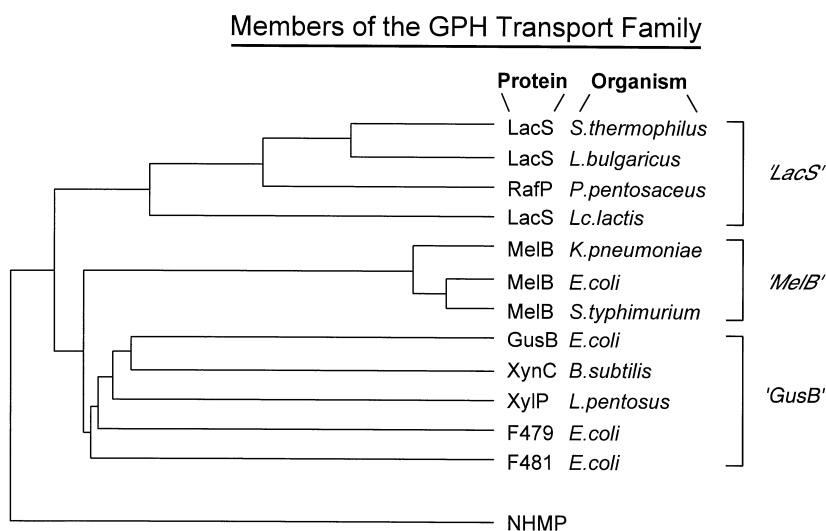 Members of the GPH Transport Family
Protein Organism
LacS S.thermophilus
LacS L.bulgaricus
RafP P.pentosaceus
LacS Lc.lactis
'LacS'
MelB K.pneumoniae
MelB E.coli
MelB S.typhimurium
'MelB'
GusB E.coli
XynC B.subtilis
XylP L.pentosus
F479 E.coli
F481 E.coli
'GusB'
NHMP